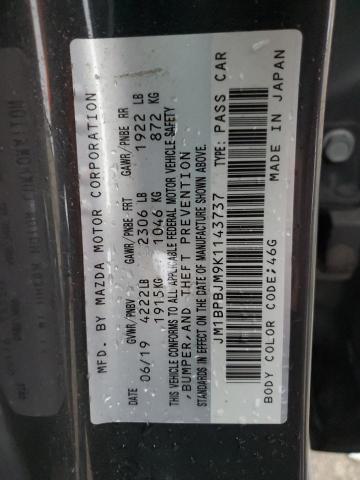 MFD. BY MAZDA MOTOR CORPORATION
GVWR/PNBV GAWR/PNBE FRT GAWR/PNBE RR
DATE 06/19 4222LB 2306 LB 1922 LB
1915KG 1046 KG 872 KG
THIS VEHICLE CONFORMS TO ALL APPLICABLE FEDERAL MOTOR VEHICLE SAFETY
,BUMPER,AND THEFT PREVENTION
STANDARDS IN EFFECT ON THE DATE OF MANUFACTURE SHOWN ABOVE.
JM1BPBJM9K1143737 TYPE: PASS CAR
MADE IN JAPAN
BODY COLOR CODE;46G